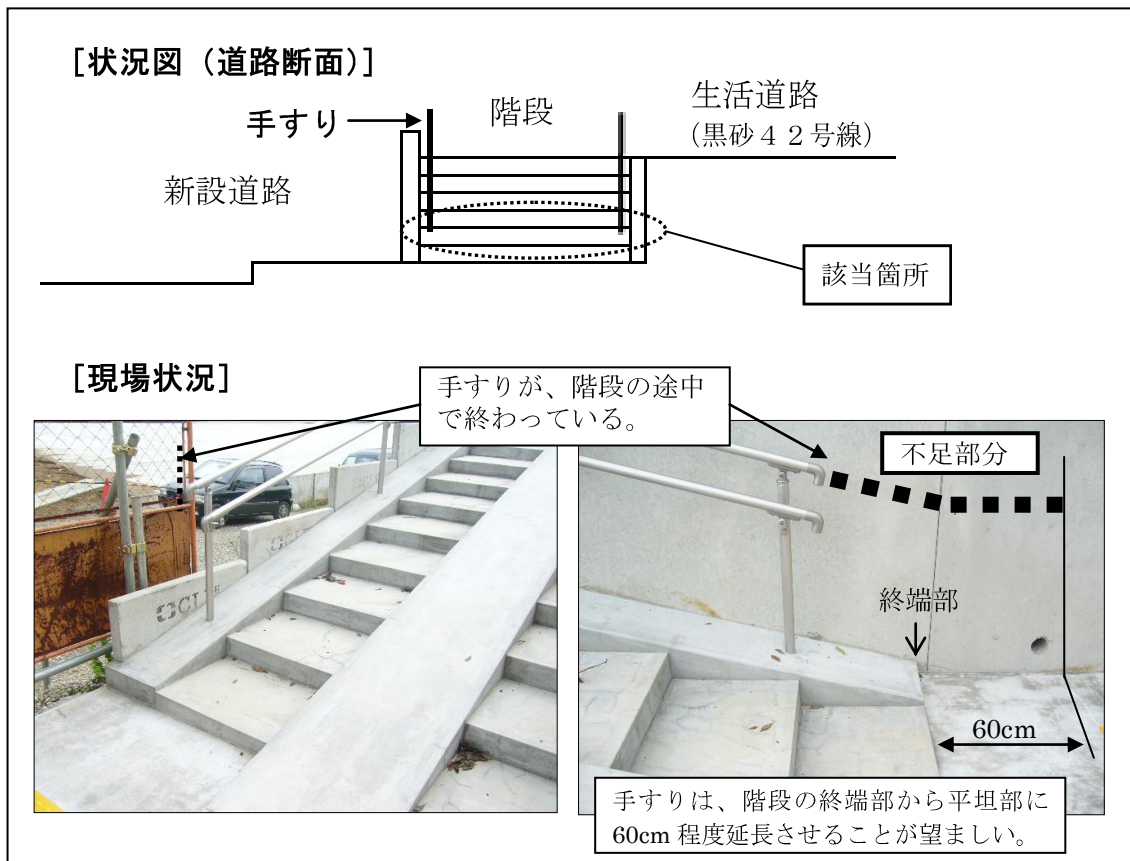 [状況図（道路断面）]
手すり
階段
生活道路
（黒砂４２号線）
新設道路
該当箇所
[現場状況]
手すりが、階段の途中
で終わっている。
不足部分
終端部
60cm
手すりは、階段の終端部から平坦部に
60cm 程度延長させることが望ましい。